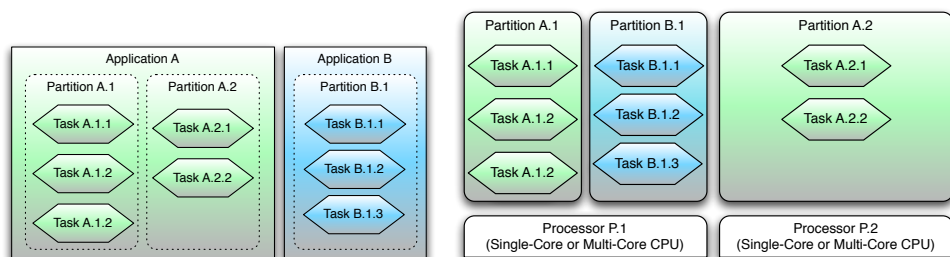 Application A
Partition A.1
Task A.1.1
Task A.1.2
Task A.1.2
Partition A.2
Task A.2.1
Task A.2.2
Application B
Partition B.1
Task B.1.1
Task B.1.2
Task B.1.3
Partition A.1
Task A.1.1
Task A.1.2
Task A.1.2
Partition B.1
Task B.1.1
Task B.1.2
Task B.1.3
Partition A.2
Task A.2.1
Task A.2.2
Processor P.1
(Single-Core or Multi-Core CPU)
Processor P.2
(Single-Core or Multi-Core CPU)